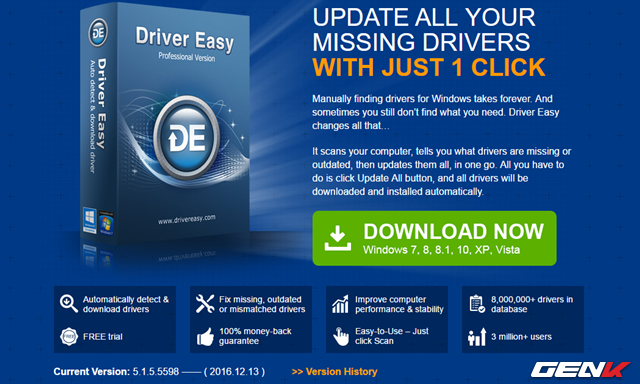 UPDATE ALL YOUR
MISSING DRIVERS
WITH JUST 1 CLICK
DE
Driver Easy
Professional Version
Driver Easy
Auto detect & download driver
DE
www.drivereasy.com
Manually finding drivers for Windows takes forever. And
sometimes you still don't find what you need. Driver Easy
changes all that...
It scans your computer, tells you what drivers are missing or
outdated, then updates them all, in one go. All you have to
do is click Update All button, and all drivers will be
downloaded and installed automatically.
DOWNLOAD NOW
Windows 7, 8, 8.1, 10, XP, Vista
Automatically detect &
download drivers
Fix missing, outdated
or mismatched drivers
Improve computer
performance & stability
8,000,000+ drivers in
database
FREE
FREE trial
100% money-back
guarantee
Easy-to-Use – Just
click Scan
3 million+ users
Current Version: 5.1.5.5598 —— ( 2016.12.13 )
>> Version History
GENK